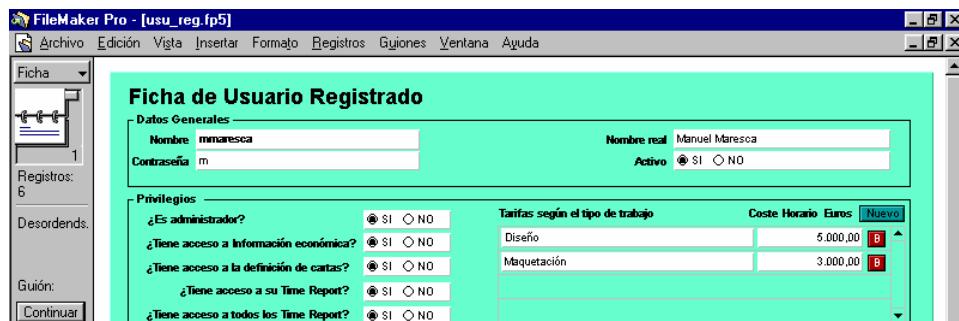 FileMaker Pro - [usu_reg.fp5]
Archivo Edición Vista Insertar Formato Registros Guiones Ventana Ayuda
Ficha
1
Registros:
6
Desordends.
Guión:
Continuar
Ficha de Usuario Registrado
Datos Generales
Nombre mmaresca Nombre real Manuel Maresca
Contraseña m Activo SI NO
Privilegios
¿Es administrador? SI NO Tarifas según el tipo de trabajo Coste Horario Euros Nuevo
¿Tiene acceso a Información económica? SI NO Diseño 5.000,00 B
¿Tiene acceso a la definición de cartas? SI NO Maquetación 3.000,00 B
¿Tiene acceso a su Time Report? SI NO
¿Tiene acceso a todos los Time Report? SI NO